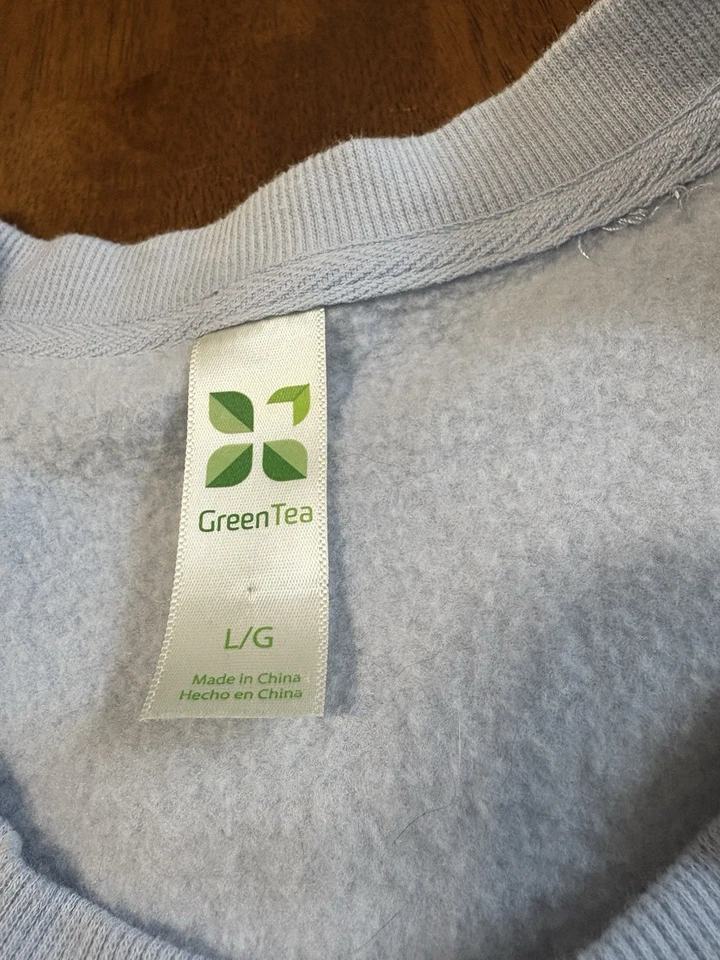 GreenTea
L/G
Made in China
Hecho en China